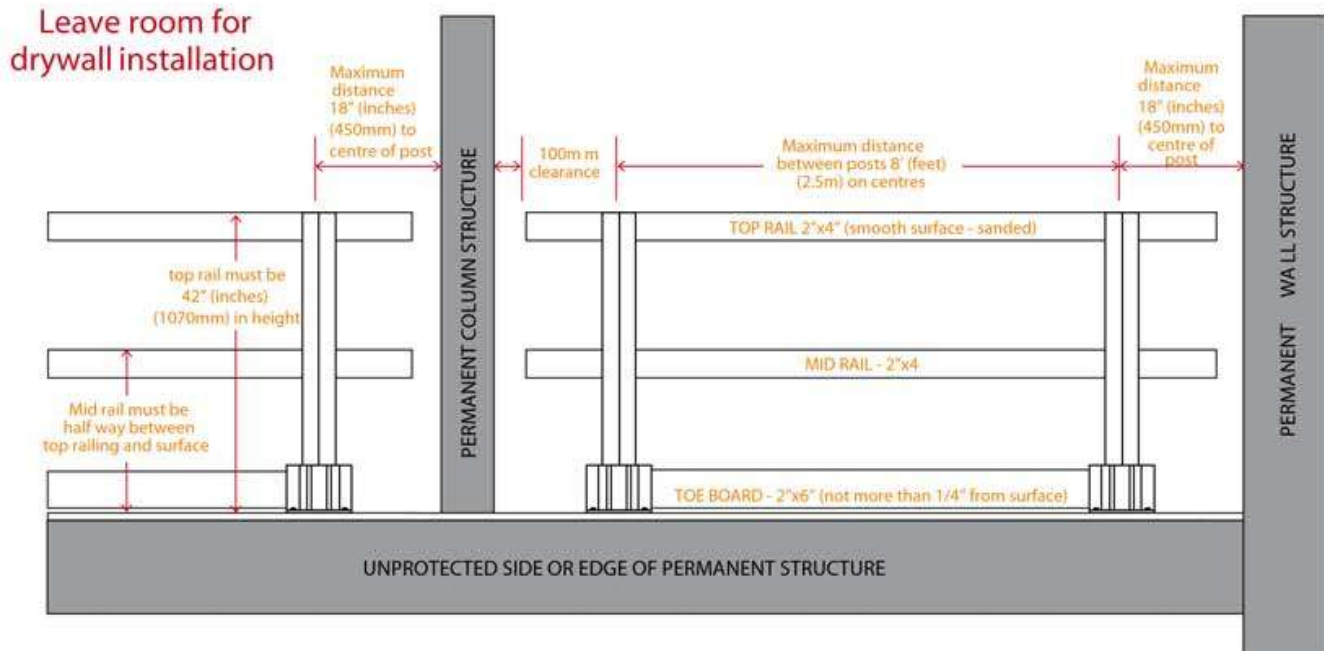 Leave room for
drywall installation
Maximum
distance
18" (inches)
(450mm) to
centre of post
100m m
clearance
Maximum distance
between posts 8' (feet)
(2.5m) on centres
Maximum
distance
18" (inches)
(450mm) to
centre of
post
PERMANENT COLUMN STRUCTURE
PERMANENT WALL STRUCTURE
TOP RAIL 2"x4" (smooth surface - sanded)
top rail must be
42" (inches)
(1070mm) in height
MID RAIL - 2"x4
Mid rail must be
half way between
top railing and surface
TOE BOARD - 2"x6" (not more than 1/4" from surface)
UNPROTECTED SIDE OR EDGE OF PERMANENT STRUCTURE